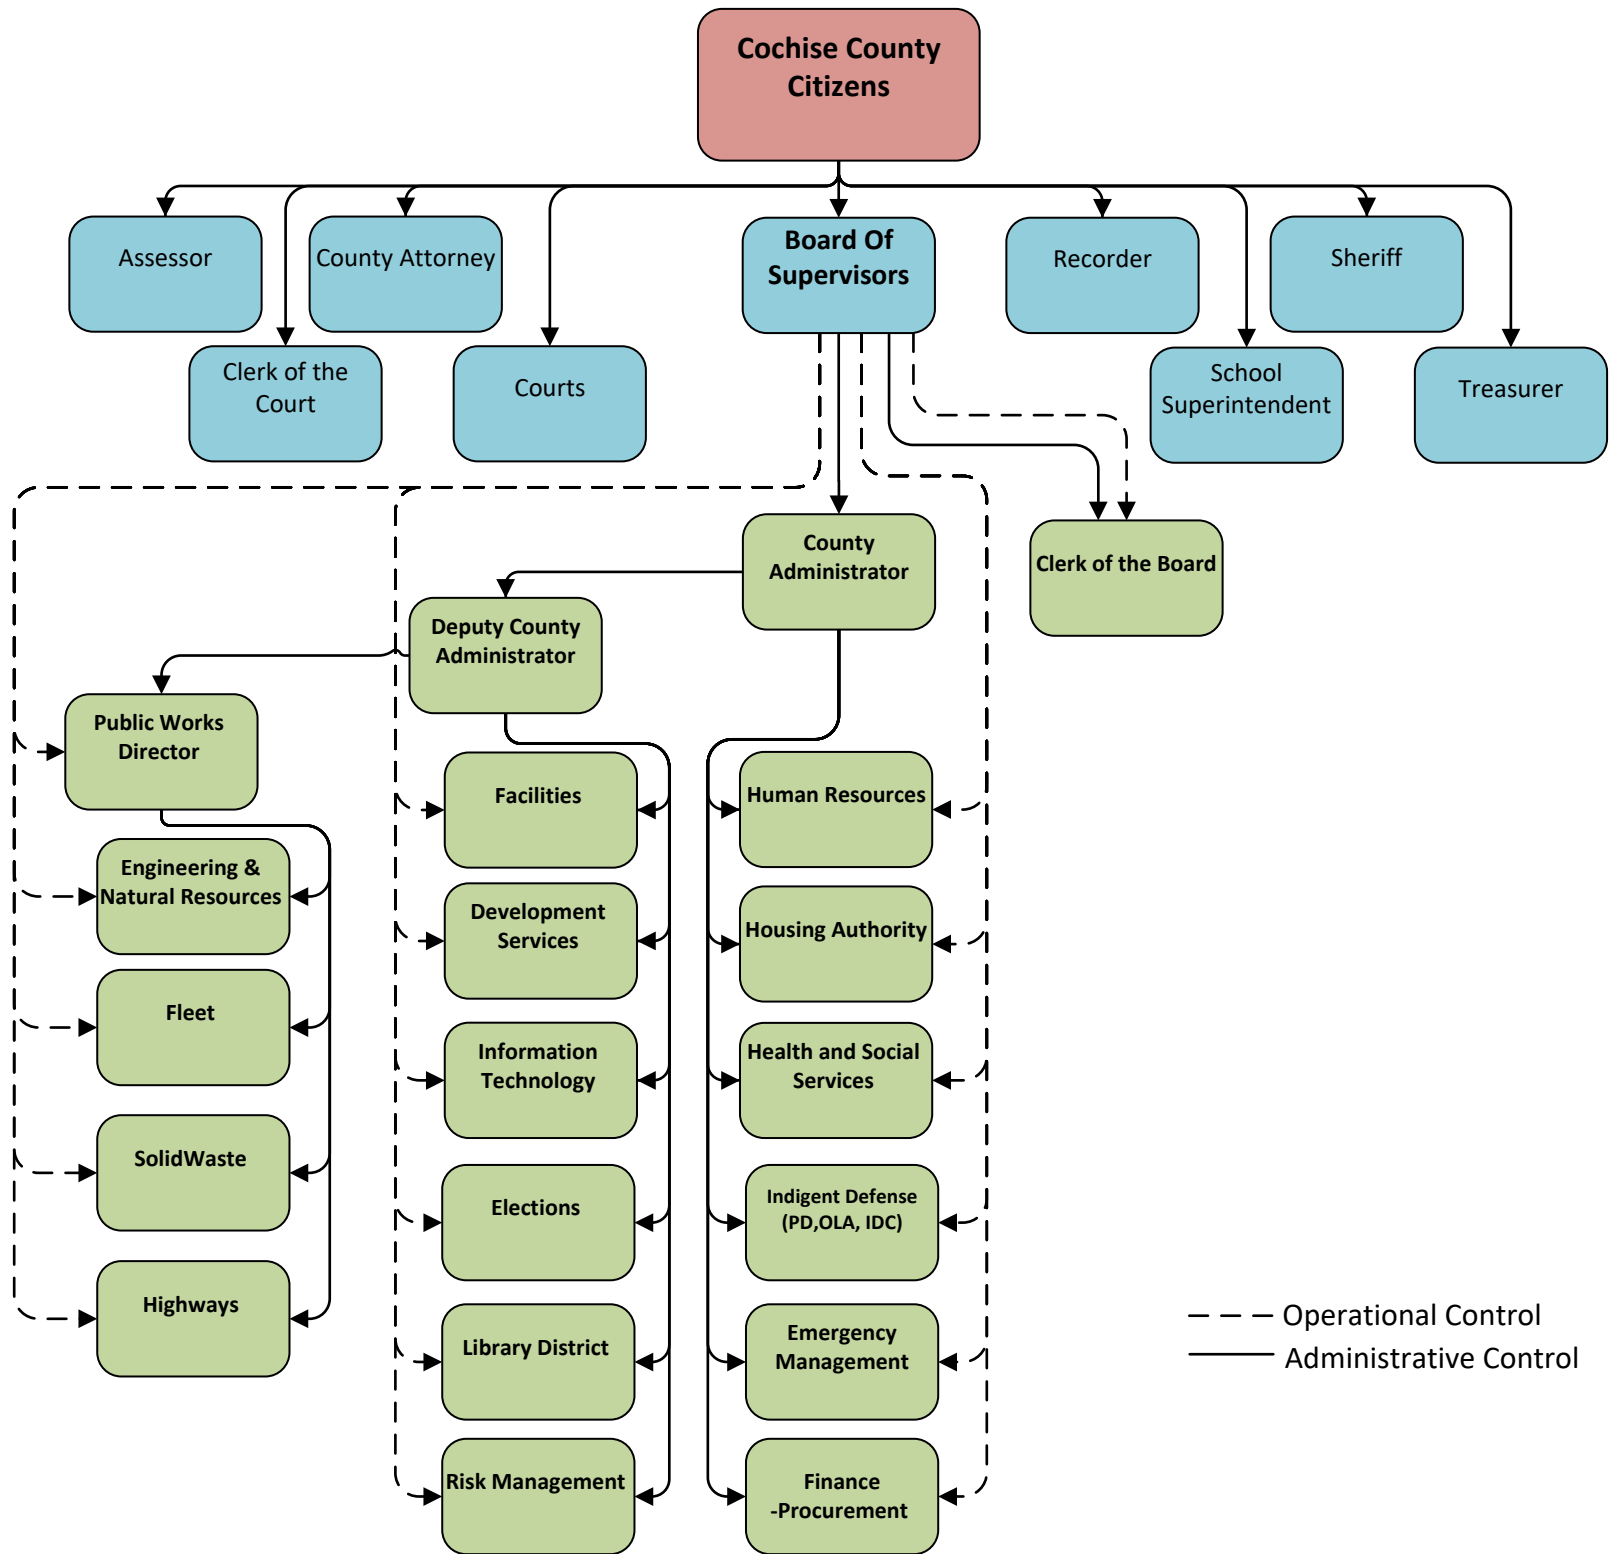 Cochise County
Citizens
Assessor
County Attorney
Board Of
Supervisors
Recorder
Sheriff
Clerk of the
Court
Courts
School
Superintendent
Treasurer
County
Administrator
Clerk of the Board
Deputy County
Administrator
Public Works
Director
Engineering &
Natural Resources
Fleet
SolidWaste
Highways
Facilities
Development
Services
Information
Technology
Elections
Library District
Risk Management
Human Resources
Housing Authority
Health and Social
Services
Indigent Defense
(PD,OLA, IDC)
Emergency
Management
Finance
-Procurement
Operational Control
Administrative Control